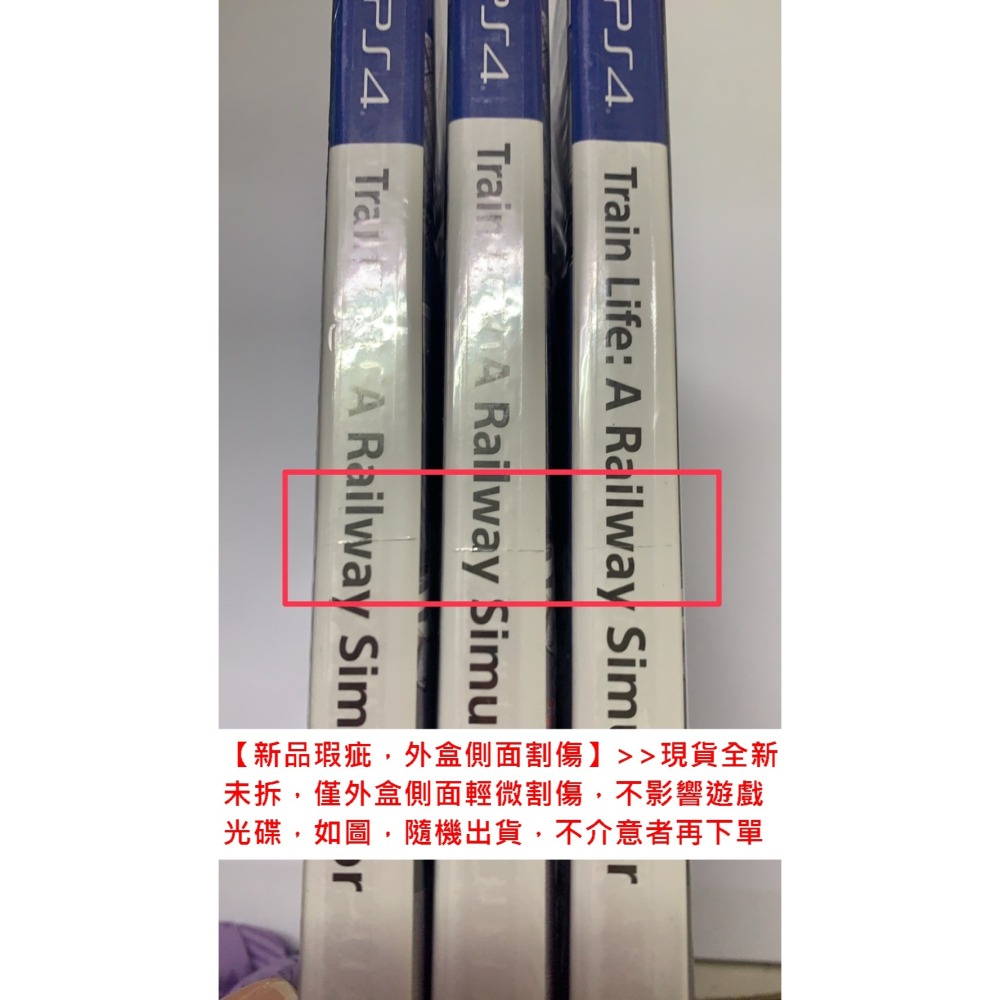 PS4
Train A Railway Sim or
PS4
Train A Railway Simu
PS4
Train Life: A Railway Simu r
【新品瑕疵，外盒側面割傷】>>現貨全新
未拆，僅外盒側面輕微割傷，不影響遊戲
光碟，如圖，隨機出貨，不介意者再下單